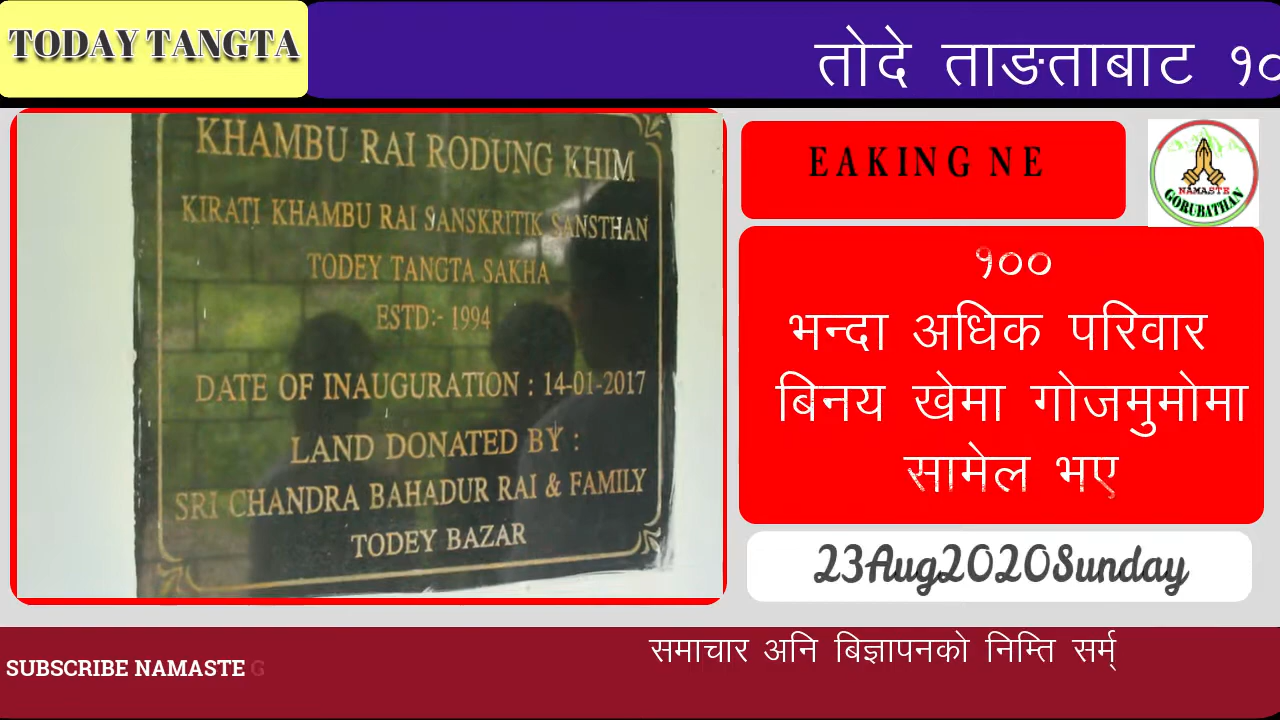 TODAY TANGTA
तोदे ताङताबाट १०
KHAMBU RAI RODUNG KHIM
KIRATI KHAMBU RAI SANSKRITIK SANSTHAN
TODEY TANGTA SAKHA
ESTD:- 1994
DATE OF INAUGURATION : 14-01-2017
LAND DONATED BY :
SRI CHANDRA BAHADUR RAI & FAMILY
TODEY BAZAR
EAKING NE
NAMASTE
GORUBATHAN
१००
भन्दा अधिक परिवार
बिनय खेमा गोजमुमोमा
सामेल भए
23Aug2020Sunday
समाचार अनि बिज्ञापनको निम्ति सर्म्
SUBSCRIBE NAMASTE G